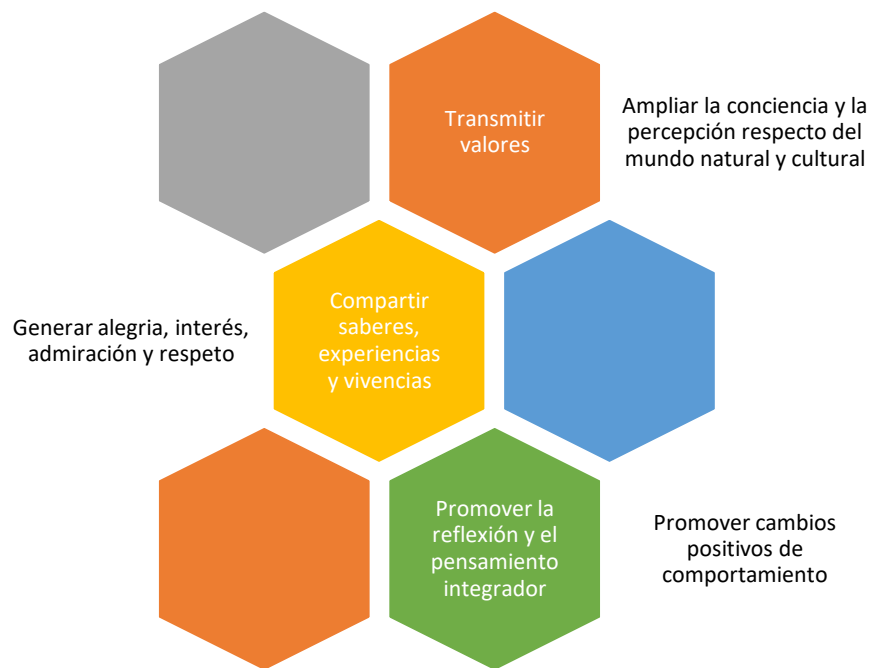 Transmitir
valores
Ampliar la conciencia y la
percepción respecto del
mundo natural y cultural
Generar alegria, interés,
admiración y respeto
Compartir
saberes,
experiencias
y vivencias
Promover la
reflexión y el
pensamiento
integrador
Promover cambios
positivos de
comportamiento